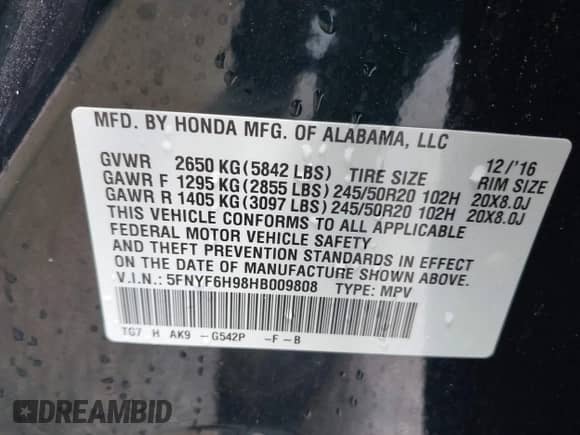 MFD. BY HONDA MFG. OF ALABAMA, LLC
GVWR 2650 KG(5842 LBS) TIRE SIZE 12/'16 RIM SIZE
GAWR F 1295 KG(2855 LBS) 245/50R20 102H 20X8.0J
GAWR R 1405 KG(3097 LBS) 245/50R20 102H 20X8.0J
THIS VEHICLE CONFORMS TO ALL APPLICABLE
FEDERAL MOTOR VEHICLE SAFETY
AND THEFT PREVENTION STANDARDS IN EFFECT
ON THE DATE OF MANUFACTURE SHOWN ABOVE.
V.I.N.: 5FNYF6H98HB009808 TYPE: MPV
TG7 H AK9 -G542P -F -B
DREAMBID